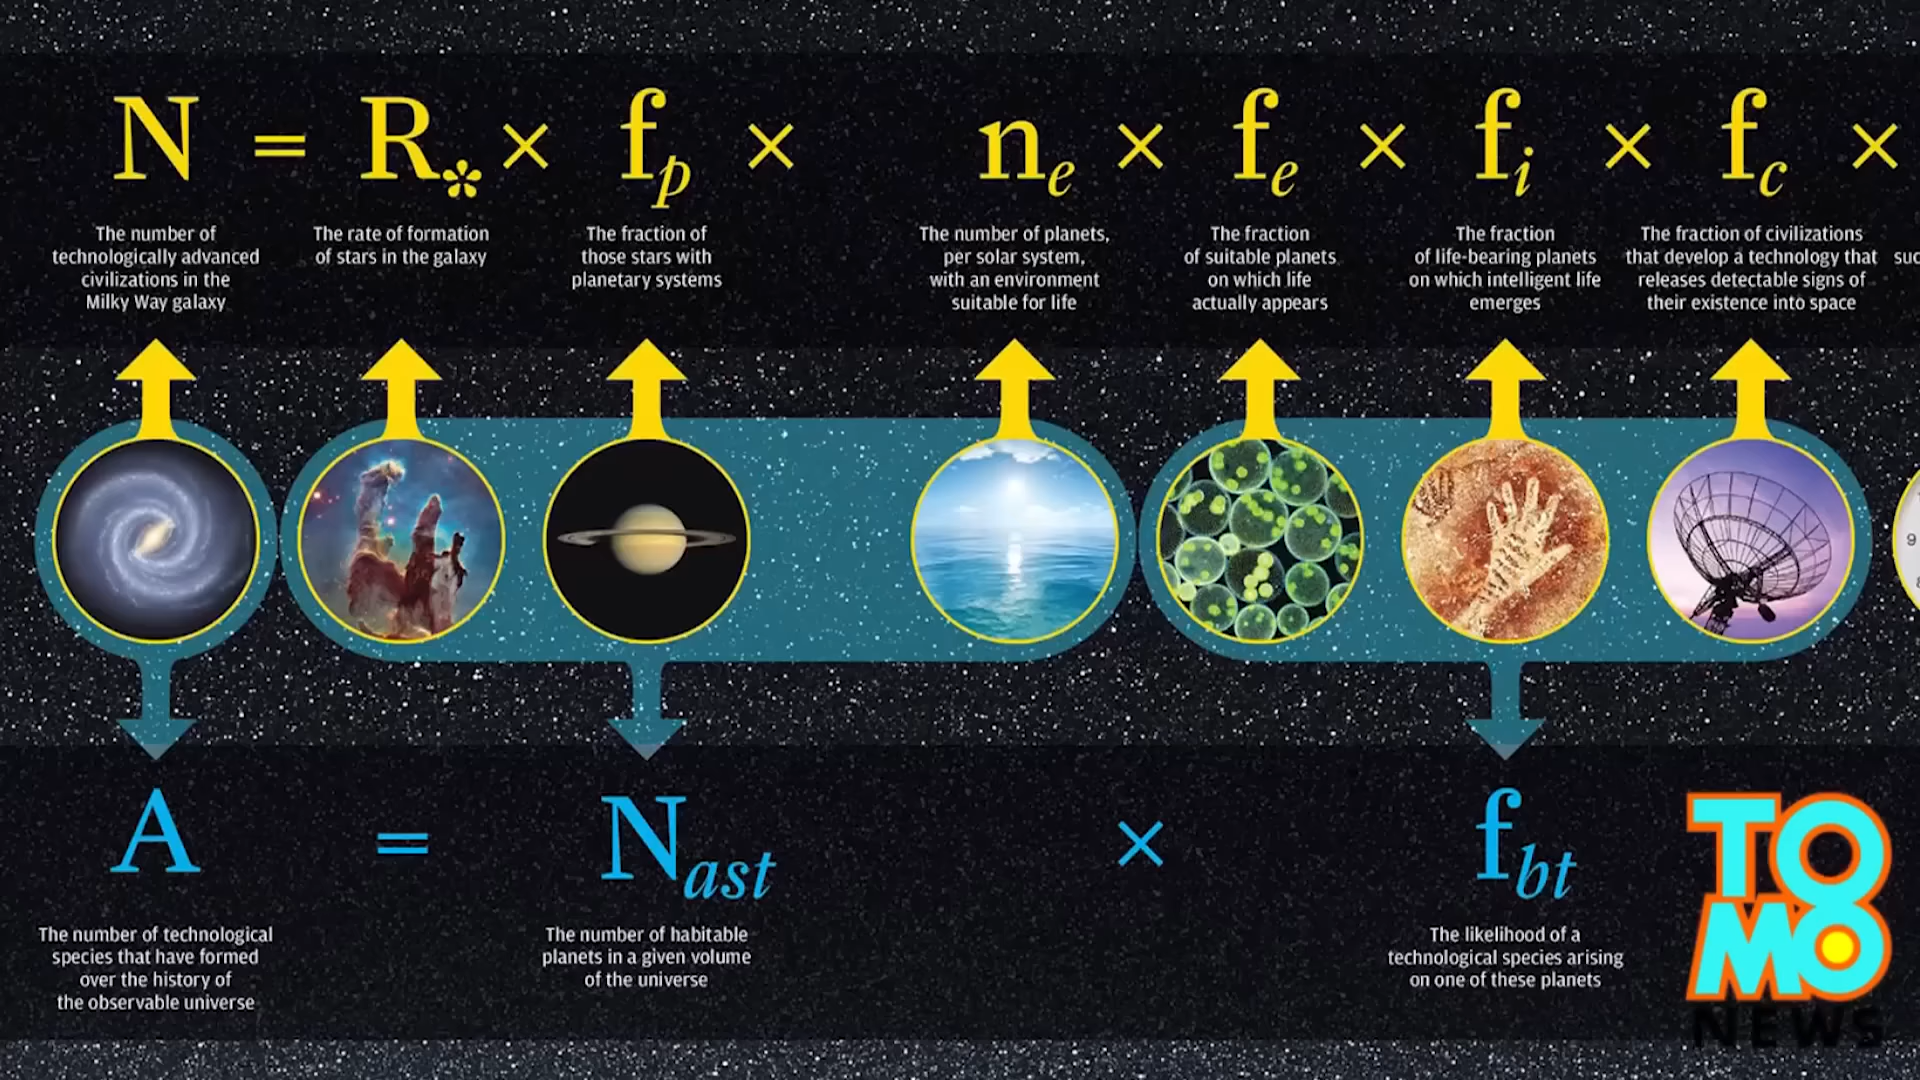 N = R* × fp × ne × fe × fi × fc ×
The number of
technologically advanced
civilizations in the
Milky Way galaxy
The rate of formation
of stars in the galaxy
The fraction of
those stars with
planetary systems
The number of planets,
per solar system,
with an environment
suitable for life
The fraction
of suitable planets
on which life
actually appears
The fraction
of life-bearing planets
on which intelligent life
emerges
The fraction of civilizations
that develop a technology that
releases detectable signs of
their existence into space
9
A = Nast × fbt
The number of technological
species that have formed
over the history of
the observable universe
The number of habitable
planets in a given volume
of the universe
The likelihood of a
technological species arising
on one of these planets
TO
MO
NEWS